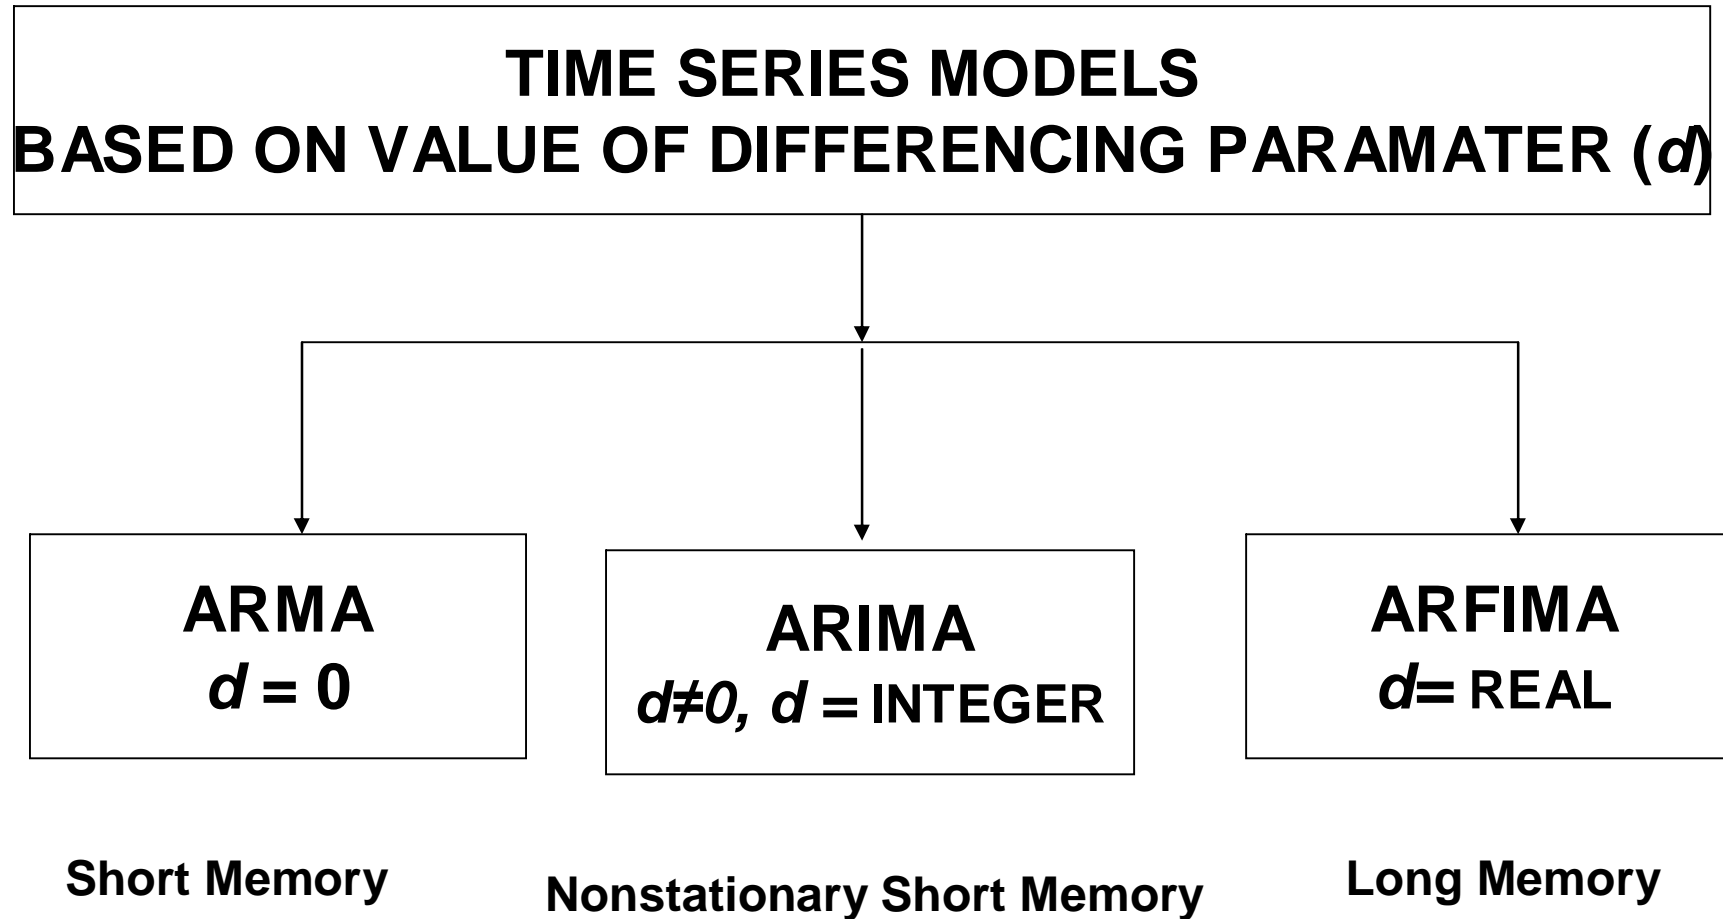 TIME SERIES MODELS
BASED ON VALUE OF DIFFERENCING PARAMATER (d)
ARMA
d = 0
ARIMA
d≠0, d = INTEGER
ARFIMA
d= REAL
Short Memory
Nonstationary Short Memory
Long Memory